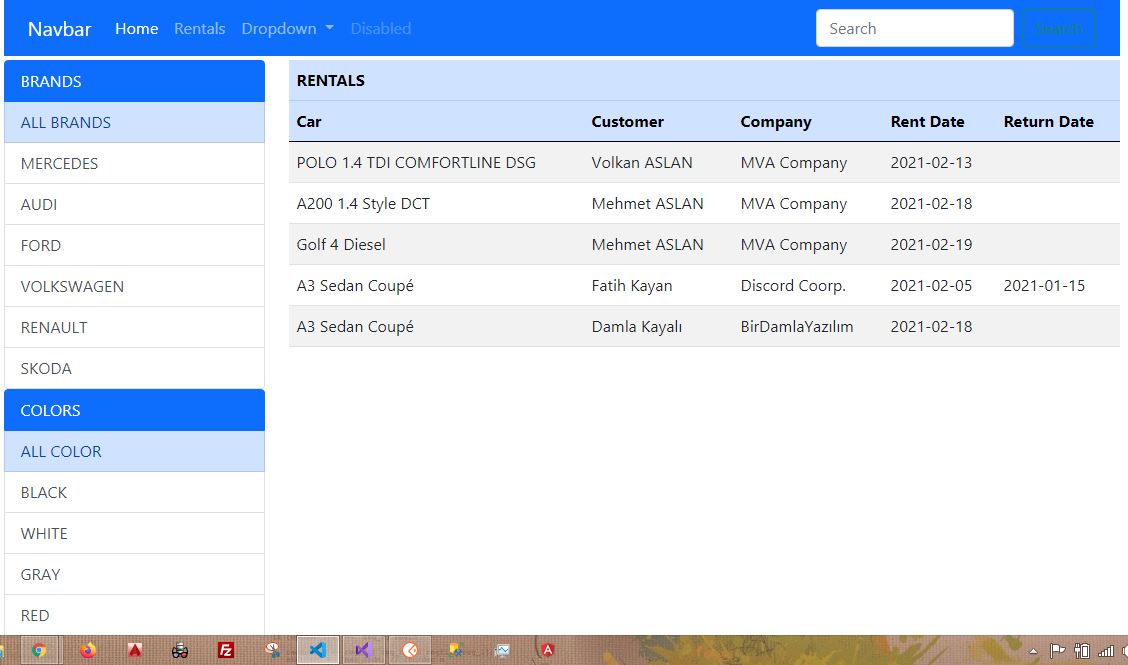 Navbar Home Rentals Dropdown Disabled Search Search
BRANDS
ALL BRANDS
MERCEDES
AUDI
FORD
VOLKSWAGEN
RENAULT
SKODA
COLORS
ALL COLOR
BLACK
WHITE
GRAY
RED
RENTALS
Car Customer Company Rent Date Return Date
POLO 1.4 TDI COMFORTLINE DSG Volkan ASLAN MVA Company 2021-02-13
A200 1.4 Style DCT Mehmet ASLAN MVA Company 2021-02-18
Golf 4 Diesel Mehmet ASLAN MVA Company 2021-02-19
A3 Sedan Coupé Fatih Kayan Discord Coorp. 2021-02-05 2021-01-15
A3 Sedan Coupé Damla Kayalı BirDamlaYazılım 2021-02-18